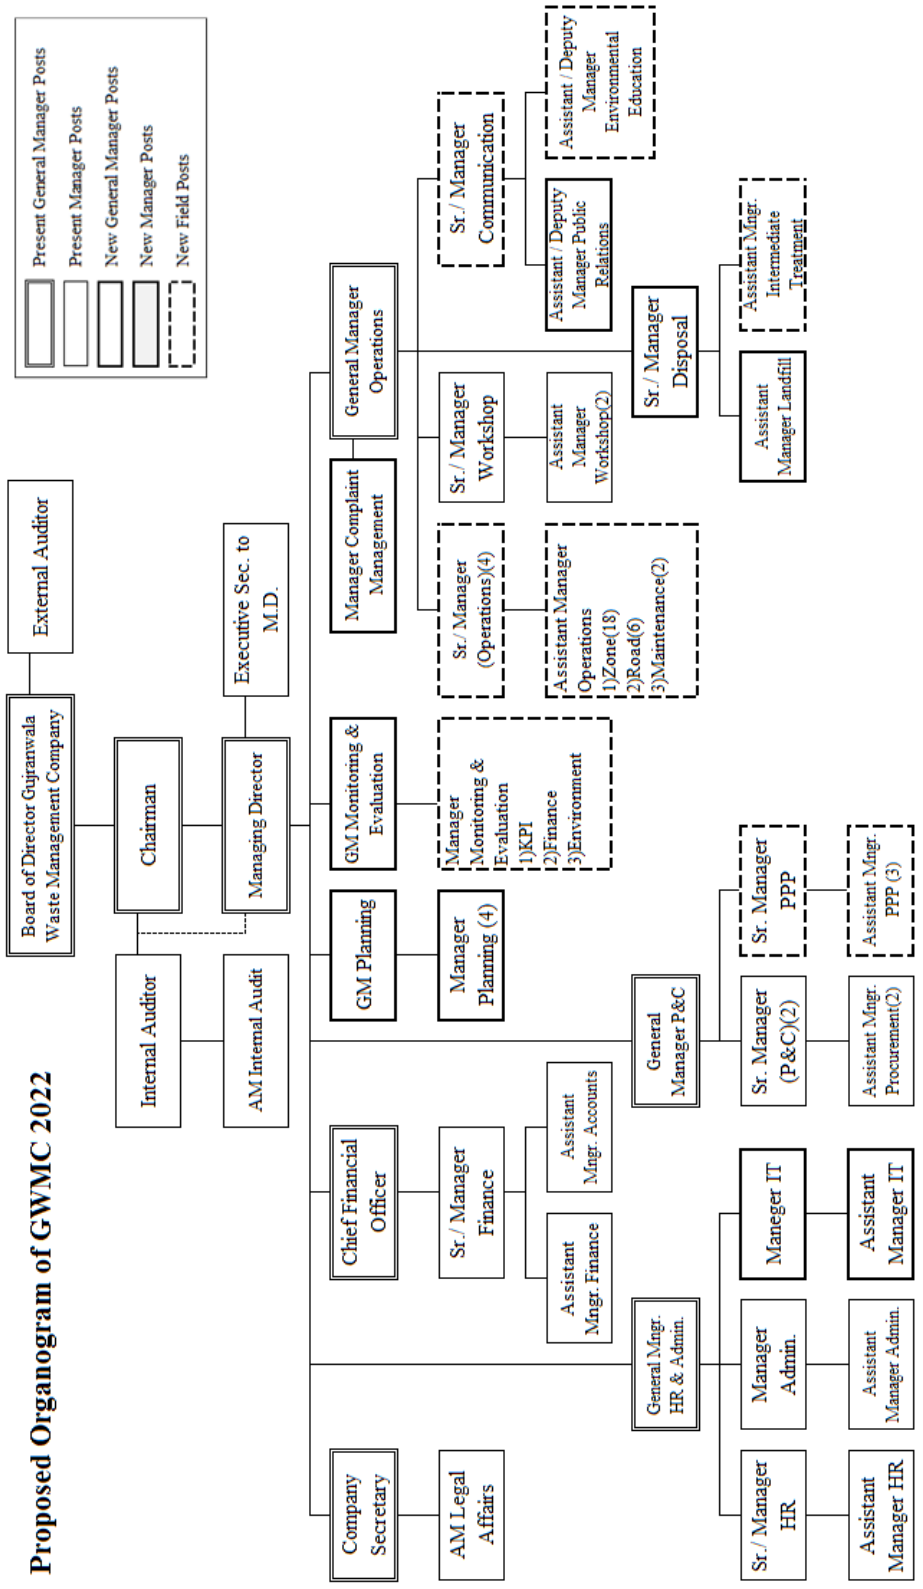 Proposed Organogram of GWMC 2022
Board of Director Gujranwala
Waste Management Company
External Auditor
Present General Manager Posts
Present Manager Posts
New General Manager Posts
New Manager Posts
New Field Posts
Internal Auditor
Chairman
AM Internal Audit
Managing Director
Executive Sec. to
M.D.
Company
Secretary
Chief Financial
Officer
GM Planning
GM Monitoring &
Evaluation
Manager Complaint
Management
General Manager
Operations
AM Legal
Affairs
Sr./ Manager
Finance
Manager
Planning (4)
Manager
Monitoring &
Evaluation
1)KPI
2)Finance
3)Environment
Sr./ Manager
(Operations)(4)
Sr./ Manager
Workshop
Sr./ Manager
Communication
Assistant
Mngr. Finance
Assistant
Mngr. Accounts
Assistant Manager
Operations
1)Zone(18)
2)Road(6)
3)Maintenance(2)
Assistant
Manager
Workshop(2)
Assistant / Deputy
Manager Public
Relations
Assistant / Deputy
Manager
Environmental
Education
General Mngr.
HR & Admin.
General
Manager P&C
Sr./ Manager
Disposal
Sr./ Manager
HR
Manager
Admin.
Maneger IT
Sr. Manager
(P&C)(2)
Sr. Manager
PPP
Assistant
Manager Landfill
Assistant Mngr.
Intermediate
Treatment
Assistant
Manager HR
Assistant
Manager Admin.
Assistant
Manager IT
Assistant Mngr.
Procurement(2)
Assistant Mngr.
PPP (3)